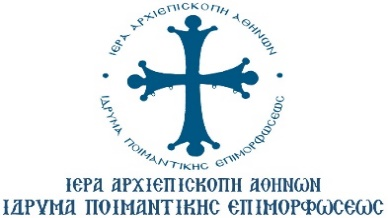 · ΙΕΡΑ ΑΡΧΙΕΠΙΣΚΟΠΗ ΑΘΗΝΩΝ ·
ΙΔΡΥΜΑ ΠΟΙΜΑΝΤΙΚΗΣ ΕΠΙΜΟΡΦΩΣΕΩΣ
ΙΕΡΑ ΑΡΧΙΕΠΙΣΚΟΠΗ ΑΘΗΝΩΝ
ΙΔΡΥΜΑ ΠΟΙΜΑΝΤΙΚΗΣ ΕΠΙΜΟΡΦΩΣΕΩΣ